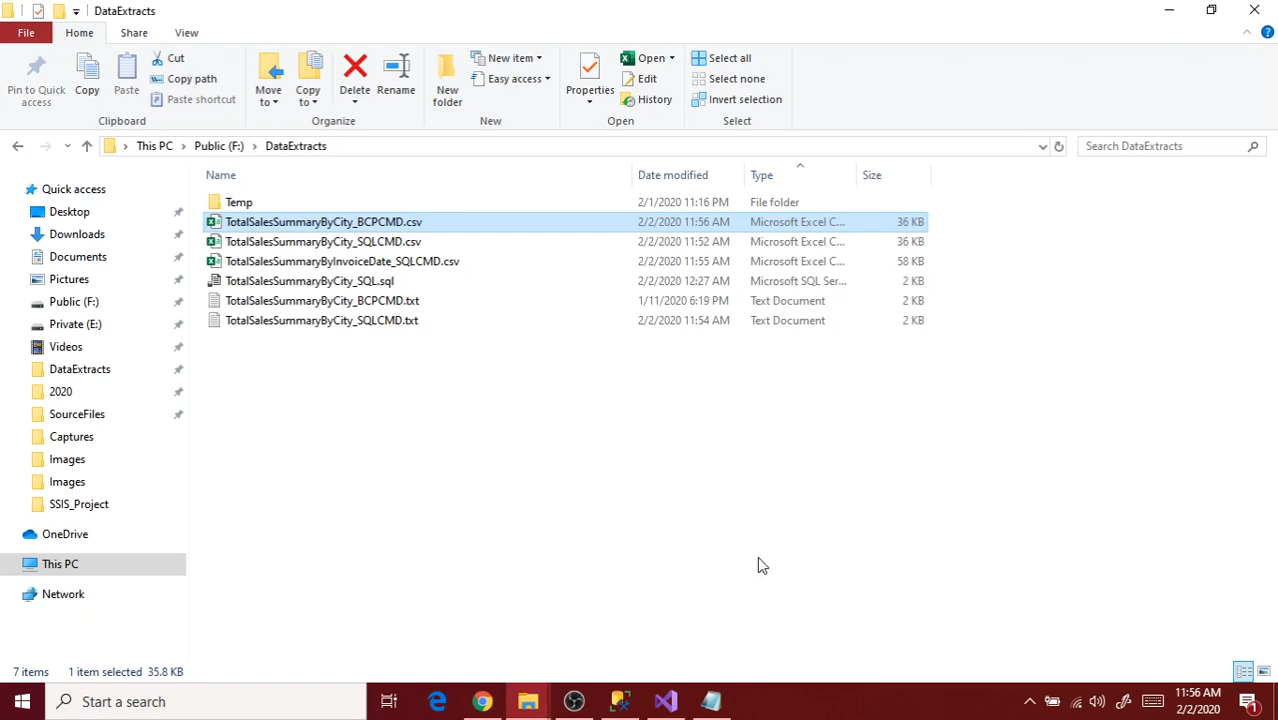 DataExtracts
File Home Share View
Pin to Quick access
Copy
Paste
Cut
Copy path
Paste shortcut
Clipboard
Move to
Copy to
Delete
Rename
Organize
New folder
New item
Easy access
New
Properties
Open
Edit
History
Open
Select all
Select none
Invert selection
Select
This PC Public (F:) DataExtracts
Search DataExtracts
Name Date modified Type Size
Temp 2/1/2020 11:16 PM File folder
TotalSalesSummaryByCity_BCPCMD.csv 2/2/2020 11:56 AM Microsoft Excel C... 36 KB
TotalSalesSummaryByCity_SQLCMD.csv 2/2/2020 11:52 AM Microsoft Excel C... 36 KB
TotalSalesSummaryByInvoiceDate_SQLCMD.csv 2/2/2020 11:55 AM Microsoft Excel C... 58 KB
TotalSalesSummaryByCity_SQL.sql 2/2/2020 12:27 AM Microsoft SQL Ser... 2 KB
TotalSalesSummaryByCity_BCPCMD.txt 1/11/2020 6:19 PM Text Document 2 KB
TotalSalesSummaryByCity_SQLCMD.txt 2/2/2020 11:54 AM Text Document 2 KB
Quick access
Desktop
Downloads
Documents
Pictures
Public (F:)
Private (E:)
Videos
DataExtracts
2020
SourceFiles
Captures
Images
Images
SSIS_Project
OneDrive
This PC
Network
7 items 1 item selected 35.8 KB
Start a search
11:56 AM
2/2/2020
1